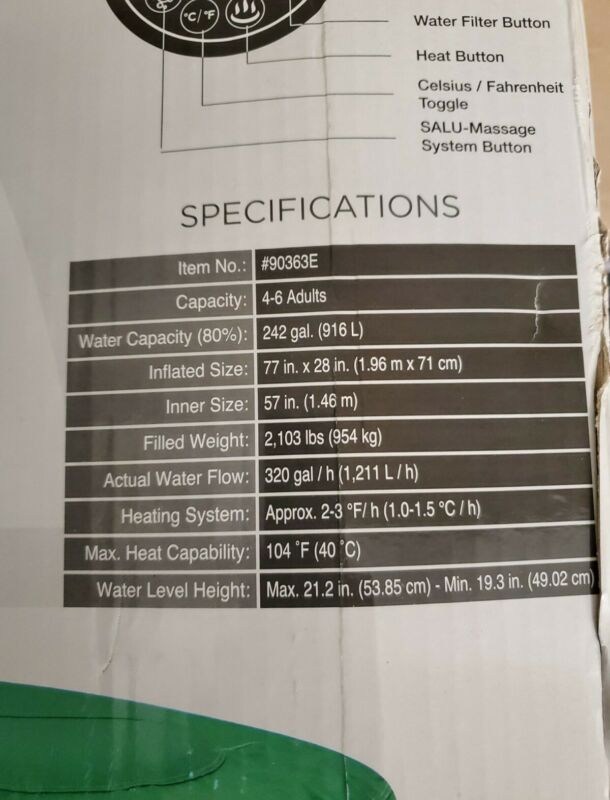 Water Filter Button
Heat Button
°C/°F
Celsius / Fahrenheit
Toggle
SALU-Massage
System Button
SPECIFICATIONS
Item No.: #90363E
Capacity: 4-6 Adults
Water Capacity (80%): 242 gal. (916 L)
Inflated Size: 77 in. x 28 in. (1.96 m x 71 cm)
Inner Size: 57 in. (1.46 m)
Filled Weight: 2,103 lbs (954 kg)
Actual Water Flow: 320 gal / h (1,211 L / h)
Heating System: Approx. 2-3 °F/ h (1.0-1.5 °C / h)
Max. Heat Capability: 104 °F (40 °C)
Water Level Height: Max. 21.2 in. (53.85 cm) - Min. 19.3 in. (49.02 cm)